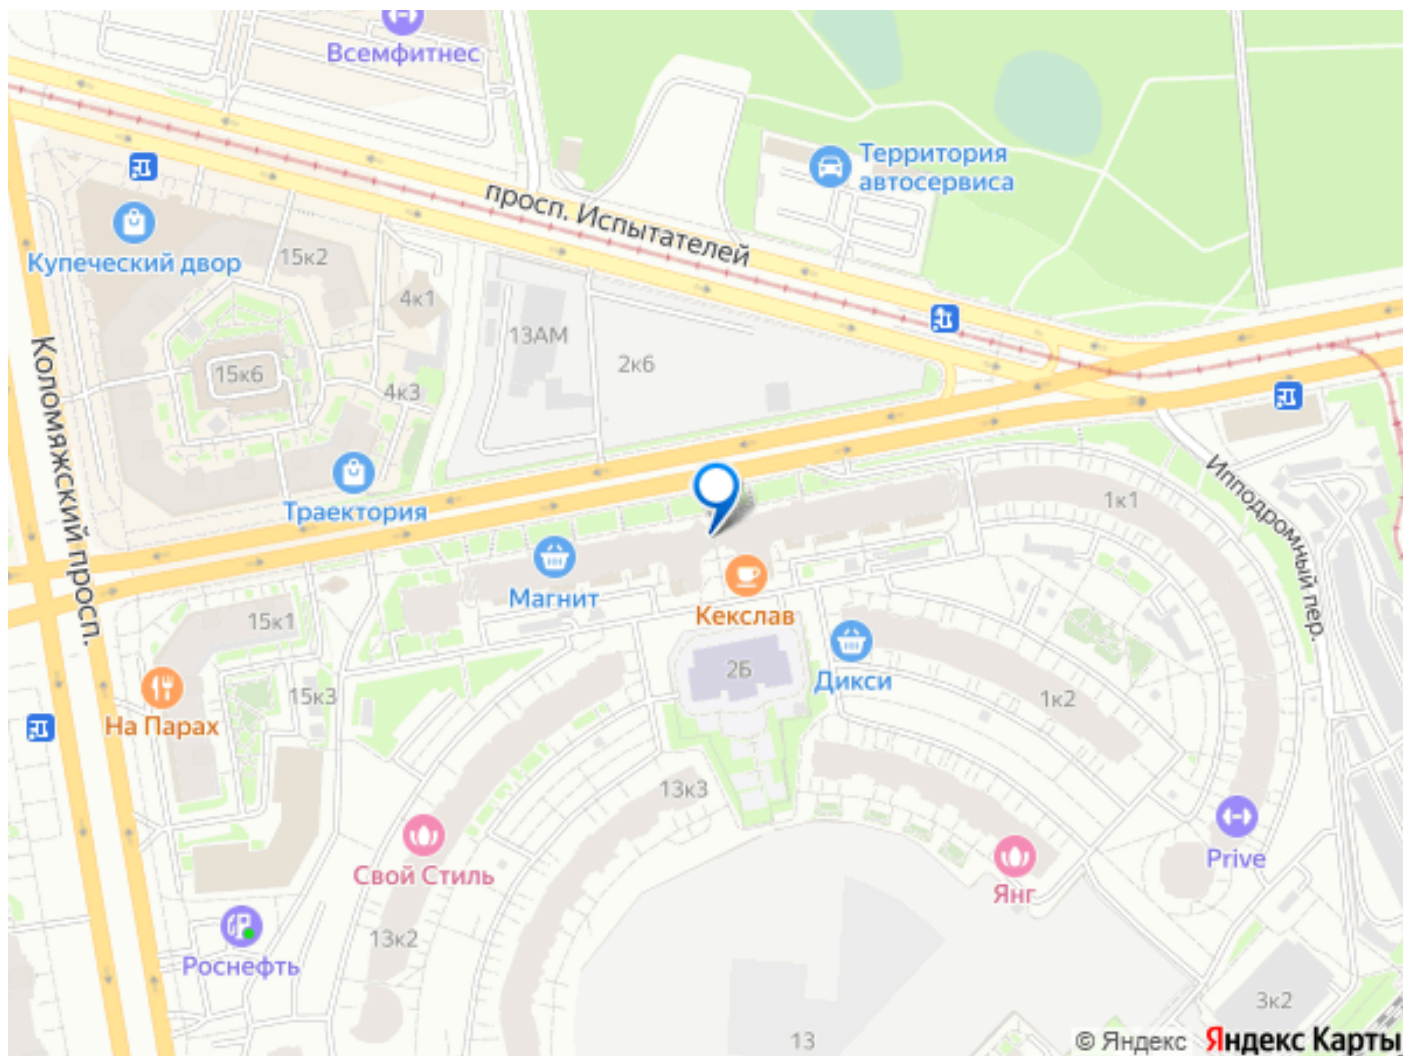 Всемфитнес
Территория
автосервиса
просп. Испытателей
Купеческий двор
15к2
4к1
13АМ
2к6
15к6
4к3
Коломяжский просп.
Траектория
Ипподромный пер.
1к1
Магнит
Кекслав
15к1
2Б
Дикси
15к3
1к2
На Парах
13к3
Свой Стиль
Янг
Prive
13к2
Роснефть
3к2
13
© Яндекс Яндекс Карты